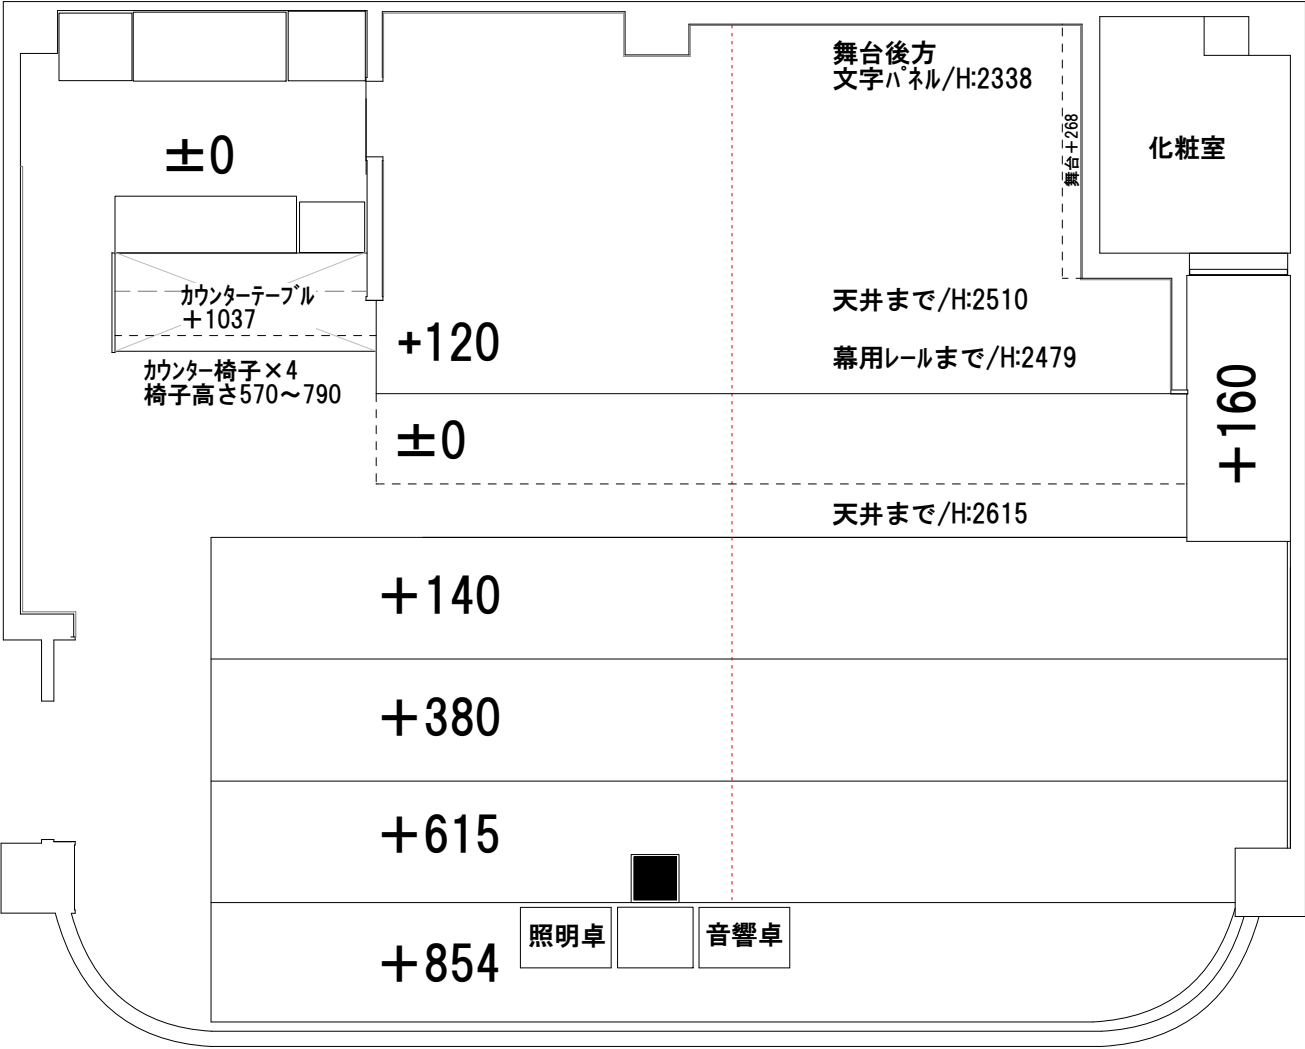 舞台後方
文字パネル/H:2338
舞台＋268
化粧室
±0
カウンターテーブル
＋1037
カウンター椅子×4
椅子高さ570～790
天井まで/H:2510
+120
幕用レールまで/H:2479
＋160
±0
天井まで/H:2615
＋140
＋380
＋615
照明卓
音響卓
＋854